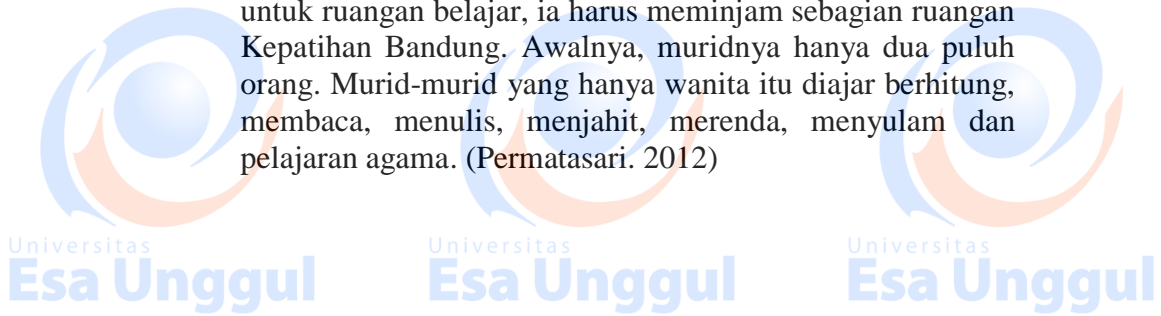 untuk ruangan belajar, ia harus meminjam sebagian ruangan
Kepatihan Bandung. Awalnya, muridnya hanya dua puluh
orang. Murid-murid yang hanya wanita itu diajar berhitung,
membaca, menulis, menjahit, merenda, menyulam dan
pelajaran agama. (Permatasari. 2012)
Universitas
Esa Unggul
Universitas
Esa Unggul
Universitas
Esa Unggul